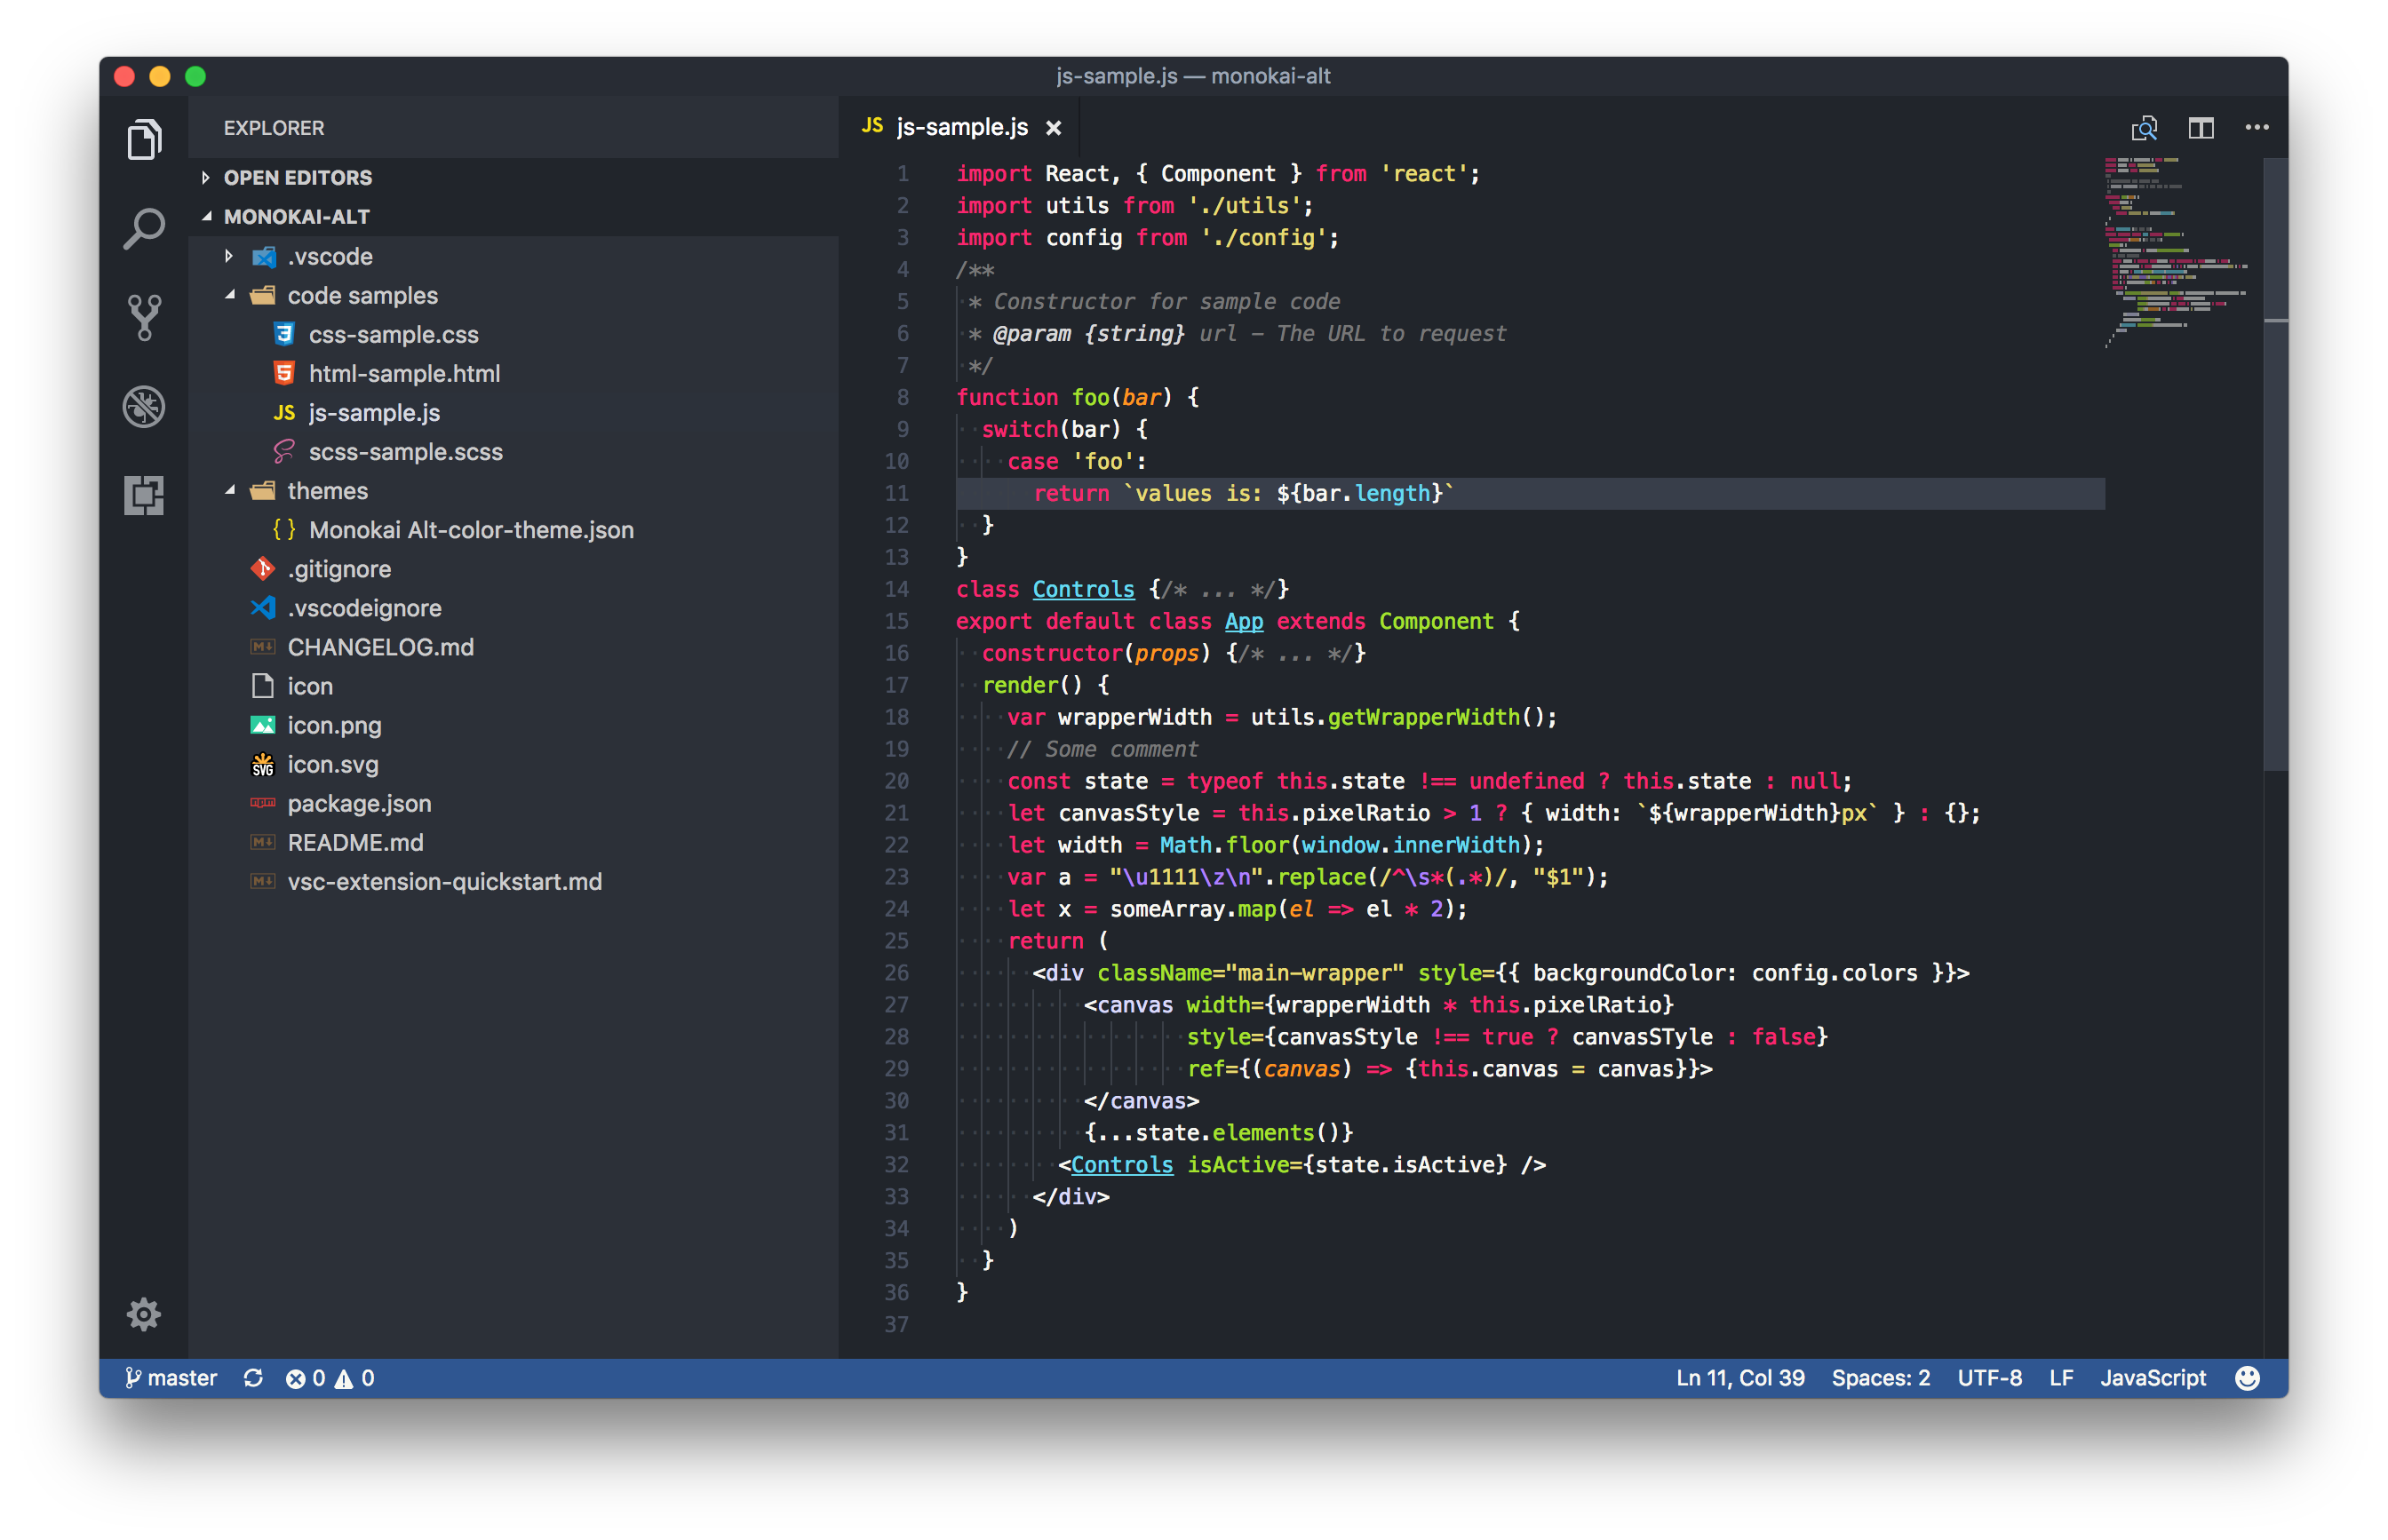 js-sample.js — monokai-alt
EXPLORER
OPEN EDITORS
MONOKAI-ALT
.vscode
code samples
css-sample.css
html-sample.html
JS js-sample.js
scss-sample.scss
themes
{ } Monokai Alt-color-theme.json
.gitignore
.vscodeignore
CHANGELOG.md
icon
icon.png
SVG icon.svg
npm package.json
README.md
vsc-extension-quickstart.md
JS js-sample.js ×
1 import React, { Component } from 'react';
2 import utils from './utils';
3 import config from './config';
4 /**
5 * Constructor for sample code
6 * @param {string} url - The URL to request
7 */
8 function foo(bar) {
9 switch(bar) {
10 case 'foo':
11 return `values is: ${bar.length}`
12 }
13 }
14 class Controls {/* ... */}
15 export default class App extends Component {
16 constructor(props) {/* ... */}
17 render() {
18 var wrapperWidth = utils.getWrapperWidth();
19 // Some comment
20 const state = typeof this.state !== undefined ? this.state : null;
21 let canvasStyle = this.pixelRatio > 1 ? { width: `${wrapperWidth}px` } : {};
22 let width = Math.floor(window.innerWidth);
23 var a = "\u1111\z\n".replace(/^\s*(.*)/, "$1");
24 let x = someArray.map(el => el * 2);
25 return (
26 <div className="main-wrapper" style={{ backgroundColor: config.colors }}>
27 <canvas width={wrapperWidth * this.pixelRatio}
28 style={canvasStyle !== true ? canvasSTyle : false}
29 ref={(canvas) => {this.canvas = canvas}}>
30 </canvas>
31 {...state.elements()}
32 <Controls isActive={state.isActive} />
33 </div>
34 )
35 }
36 }
37
master 0 0 Ln 11, Col 39 Spaces: 2 UTF-8 LF JavaScript